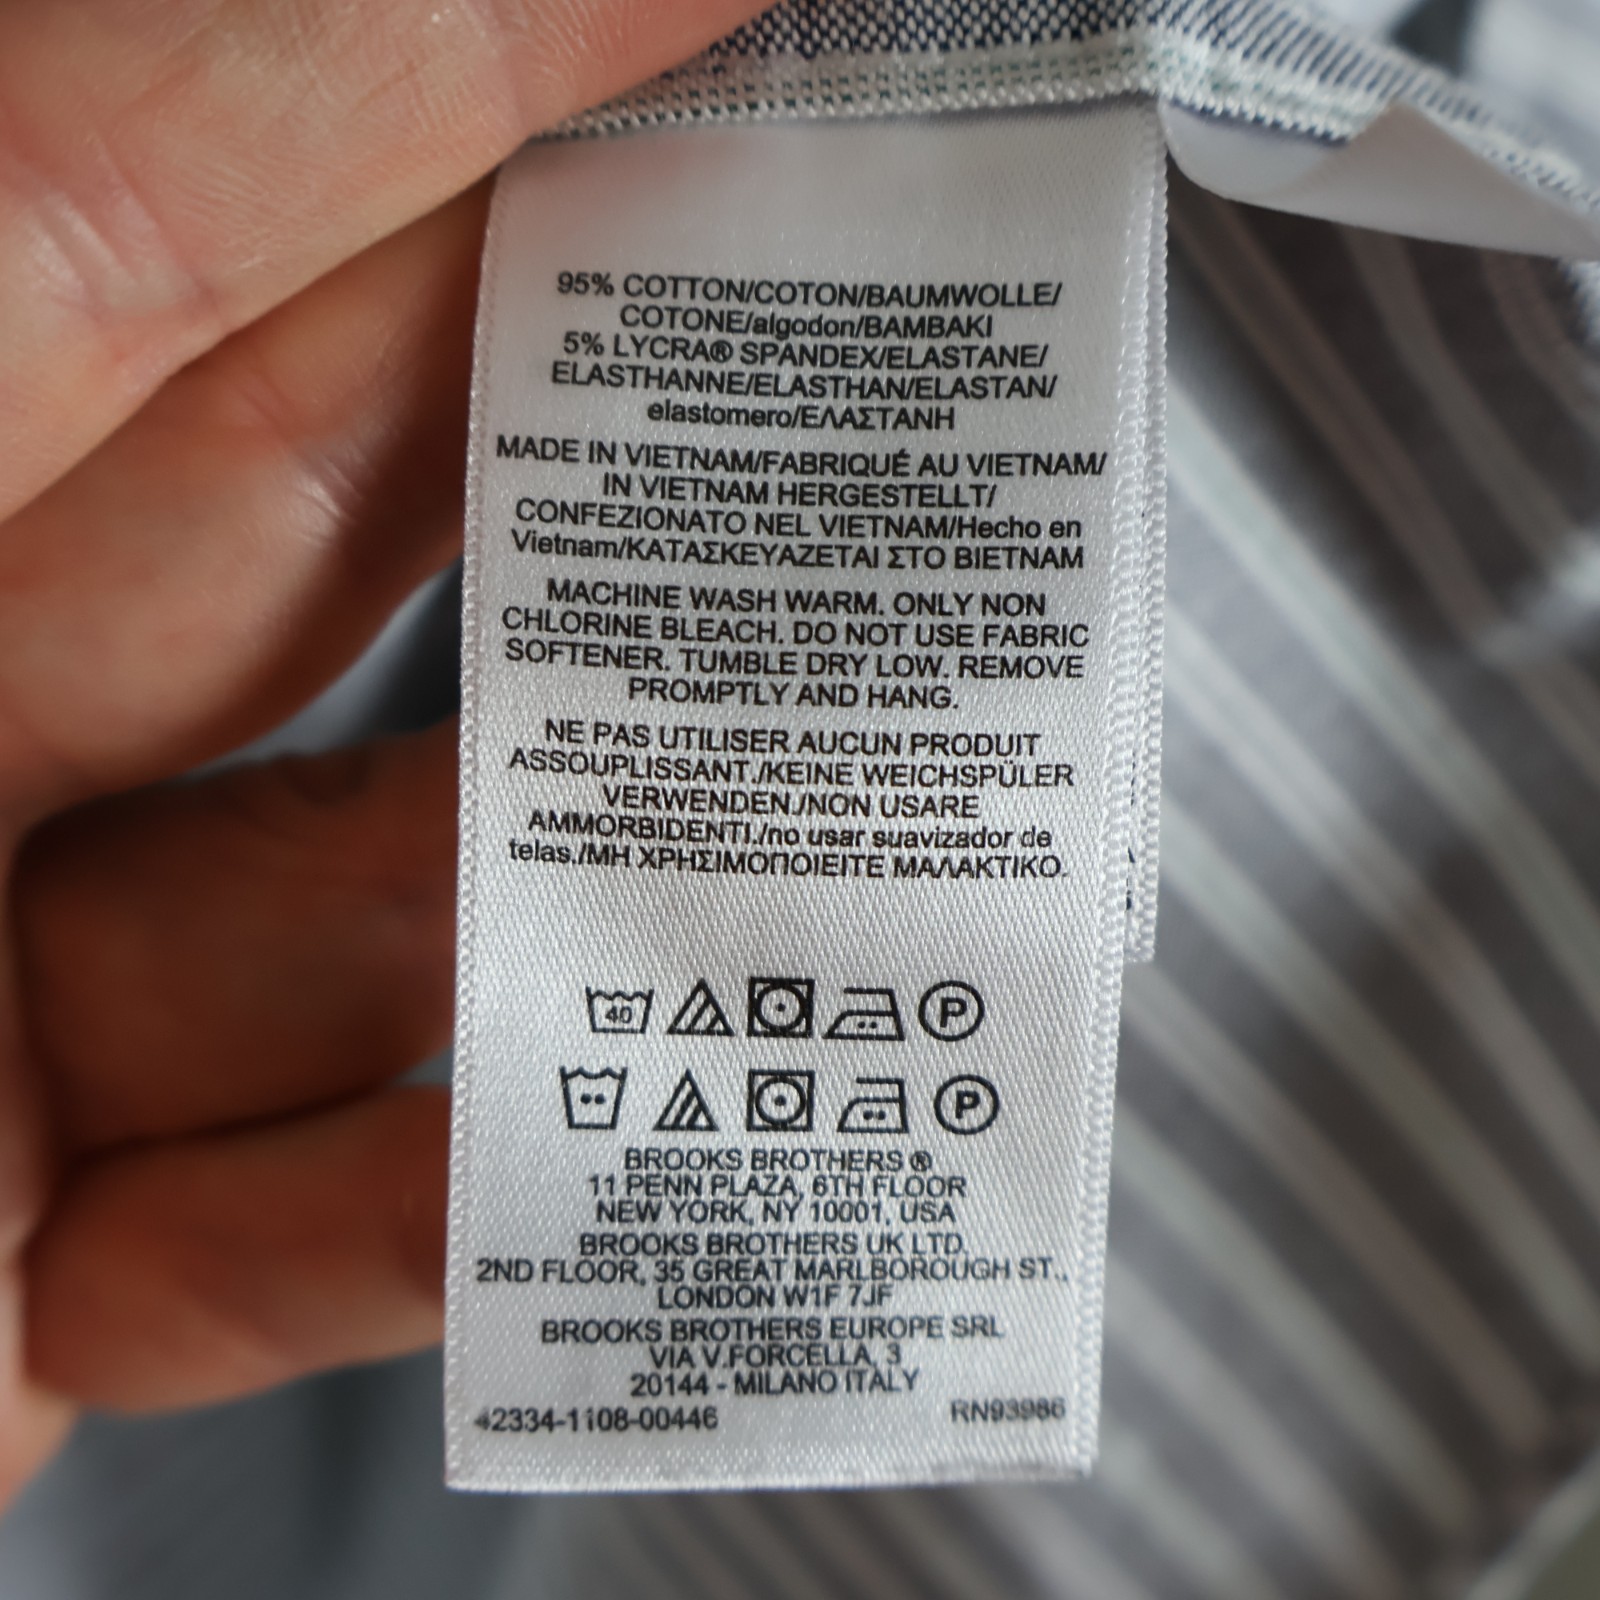 95% COTTON/COTON/BAUMWOLLE/
COTONE/algodon/BAMBAKI
5% LYCRA® SPANDEX/ELASTANE/
ELASTHANNE/ELASTHAN/ELASTAN/
elastomero/ΕΛΑΣΤΑΝΗ
MADE IN VIETNAM/FABRIQUÉ AU VIETNAM/
IN VIETNAM HERGESTELLT/
CONFEZIONATO NEL VIETNAM/Hecho en
Vietnam/ΚΑΤΑΣΚΕΥΑΖΕΤΑΙ ΣΤΟ ΒΙΕΤΝΑΜ
MACHINE WASH WARM. ONLY NON
CHLORINE BLEACH. DO NOT USE FABRIC
SOFTENER. TUMBLE DRY LOW. REMOVE
PROMPTLY AND HANG.
NE PAS UTILISER AUCUN PRODUIT
ASSOUPLISSANT./KEINE WEICHSPÜLER
VERWENDEN./NON USARE
AMMORBIDENTI./no usar suavizador de
telas./ΜΗ ΧΡΗΣΙΜΟΠΟΙΕΙΤΕ ΜΑΛΑΚΤΙΚΟ.
40 P
P
BROOKS BROTHERS ®
11 PENN PLAZA, 6TH FLOOR
NEW YORK, NY 10001, USA
BROOKS BROTHERS UK LTD.
2ND FLOOR, 35 GREAT MARLBOROUGH ST.,
LONDON W1F 7JF
BROOKS BROTHERS EUROPE SRL
VIA V.FORCELLA, 3
20144 - MILANO ITALY
42334-1108-00446 RN93986